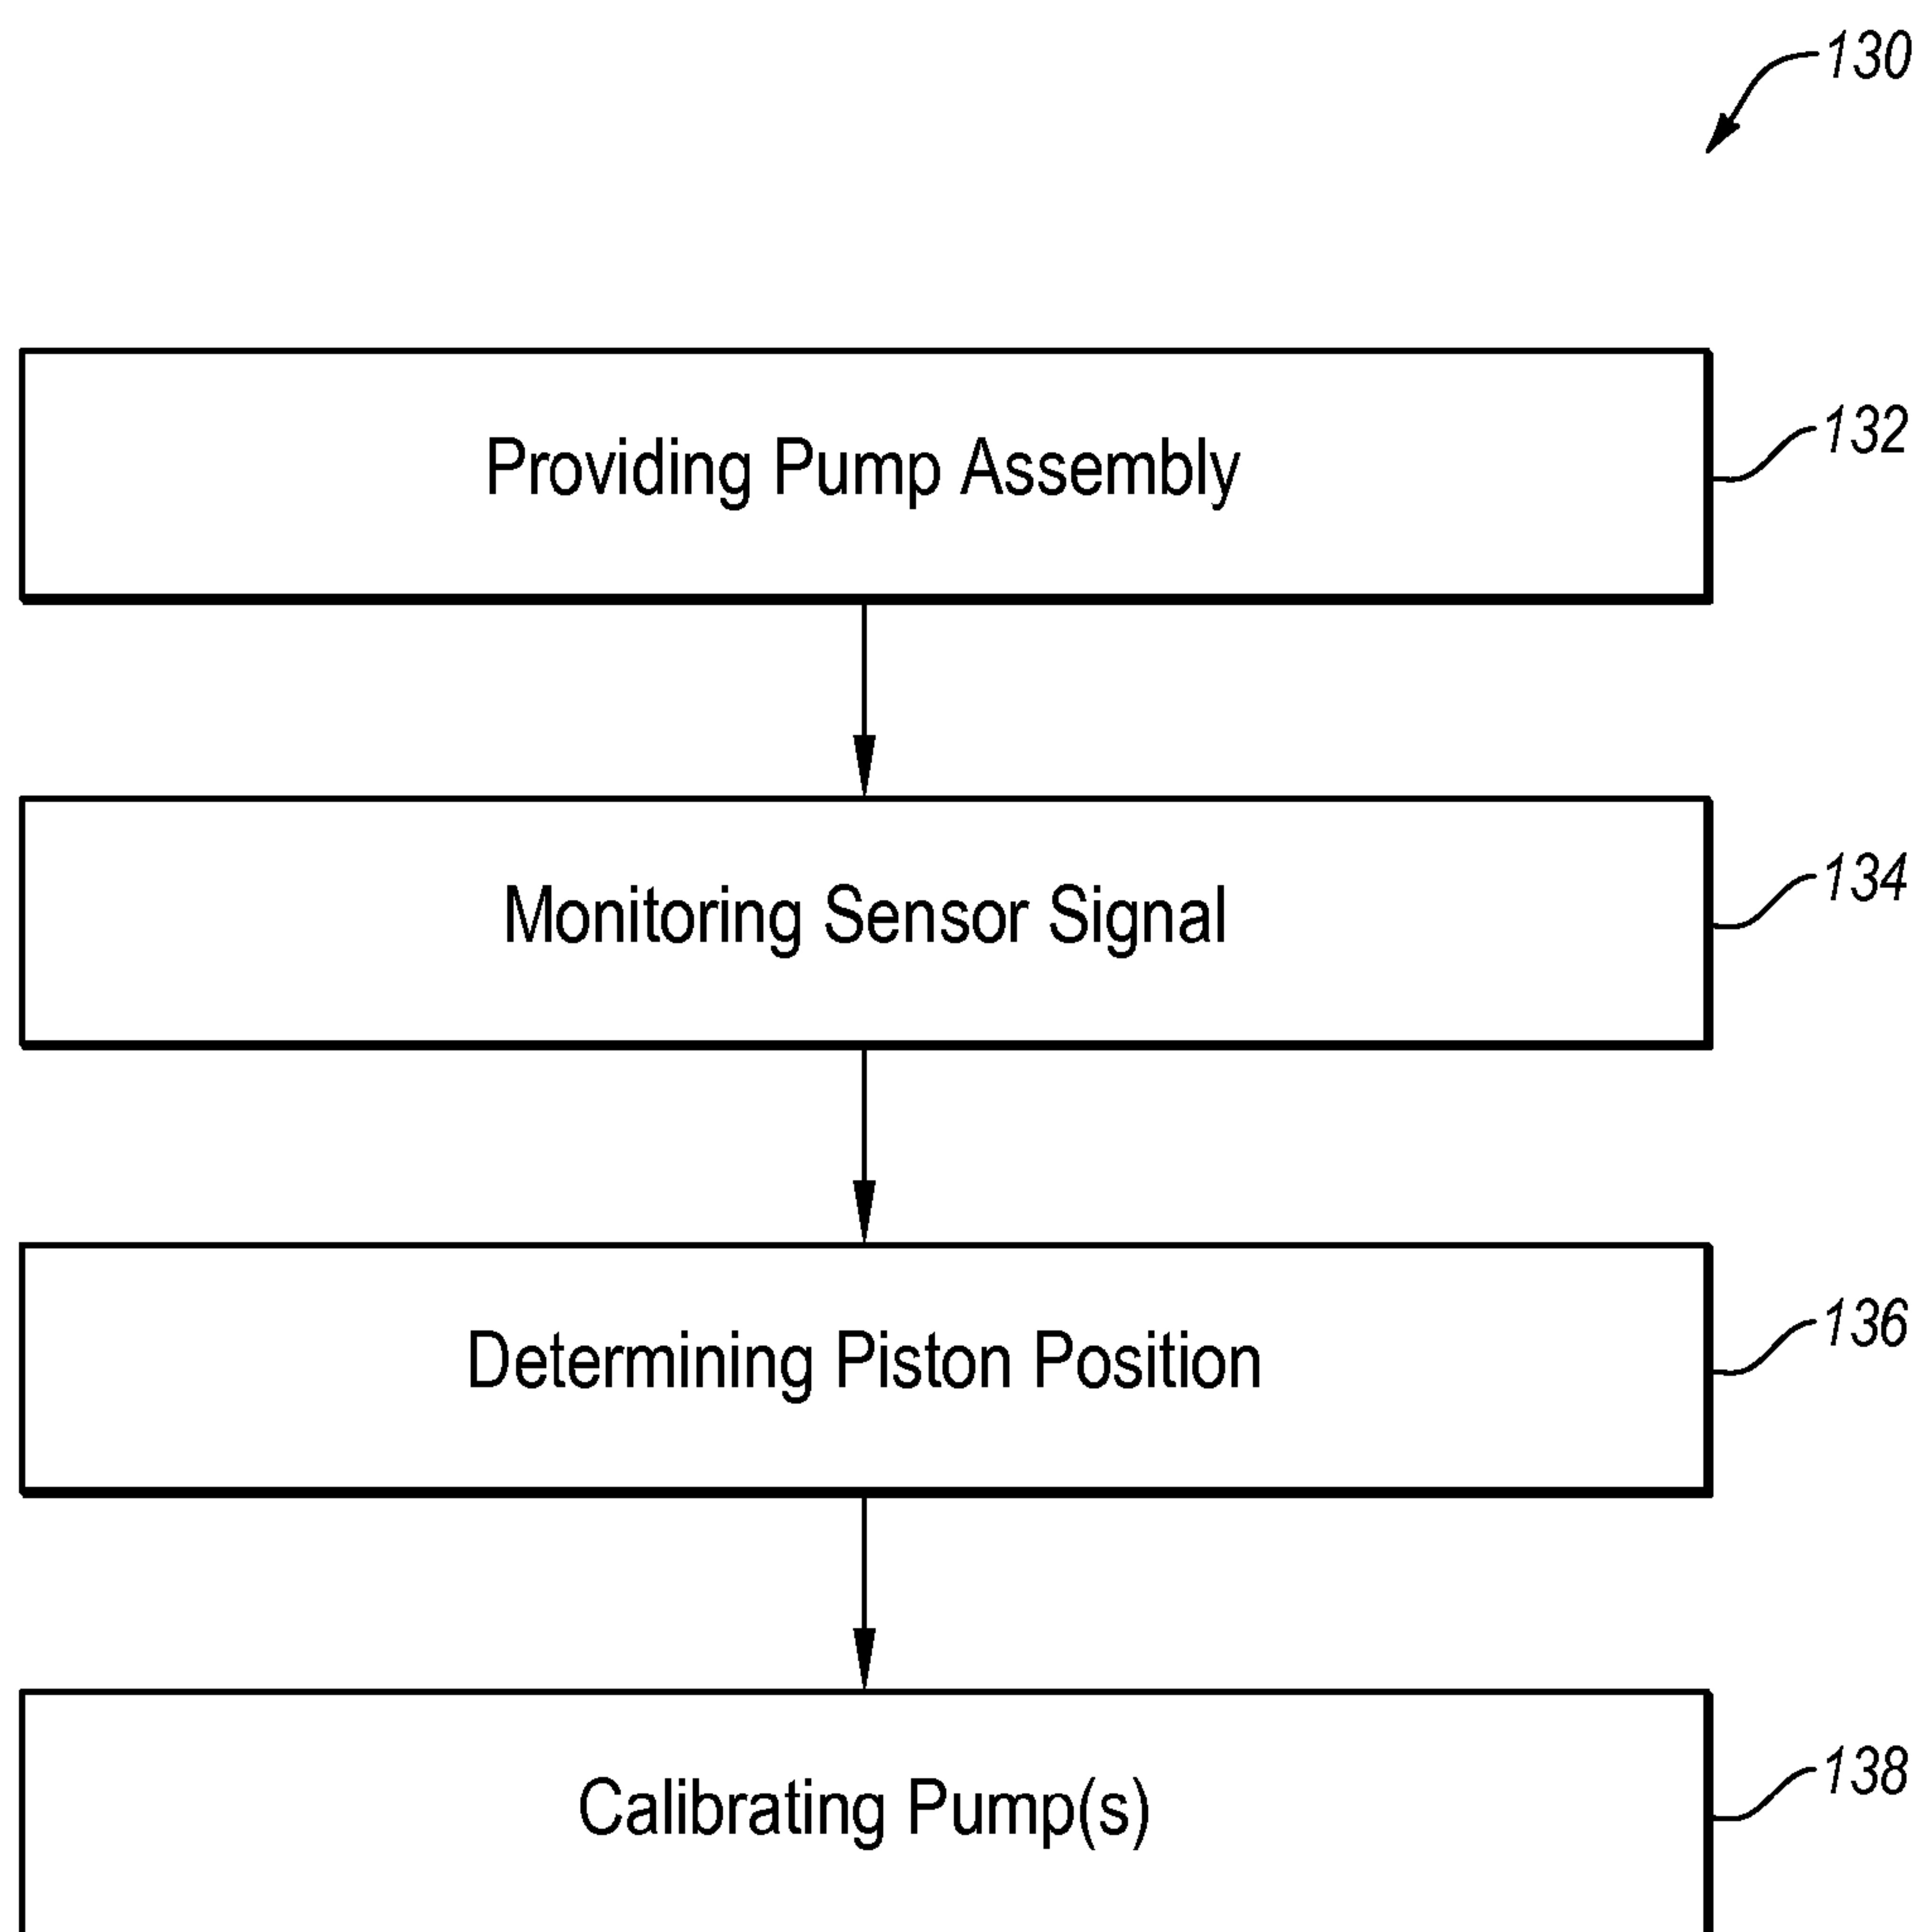 130
Providing Pump Assembly
132
Monitoring Sensor Signal
134
Determining Piston Position
136
Calibrating Pump(s)
138